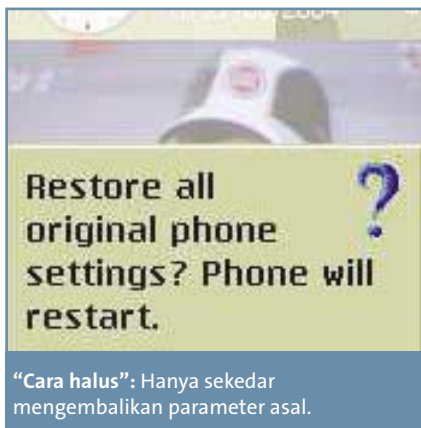 Restore all
original phone
settings? Phone will
restart.
"Cara halus": Hanya sekedar
mengembalikan parameter asal.